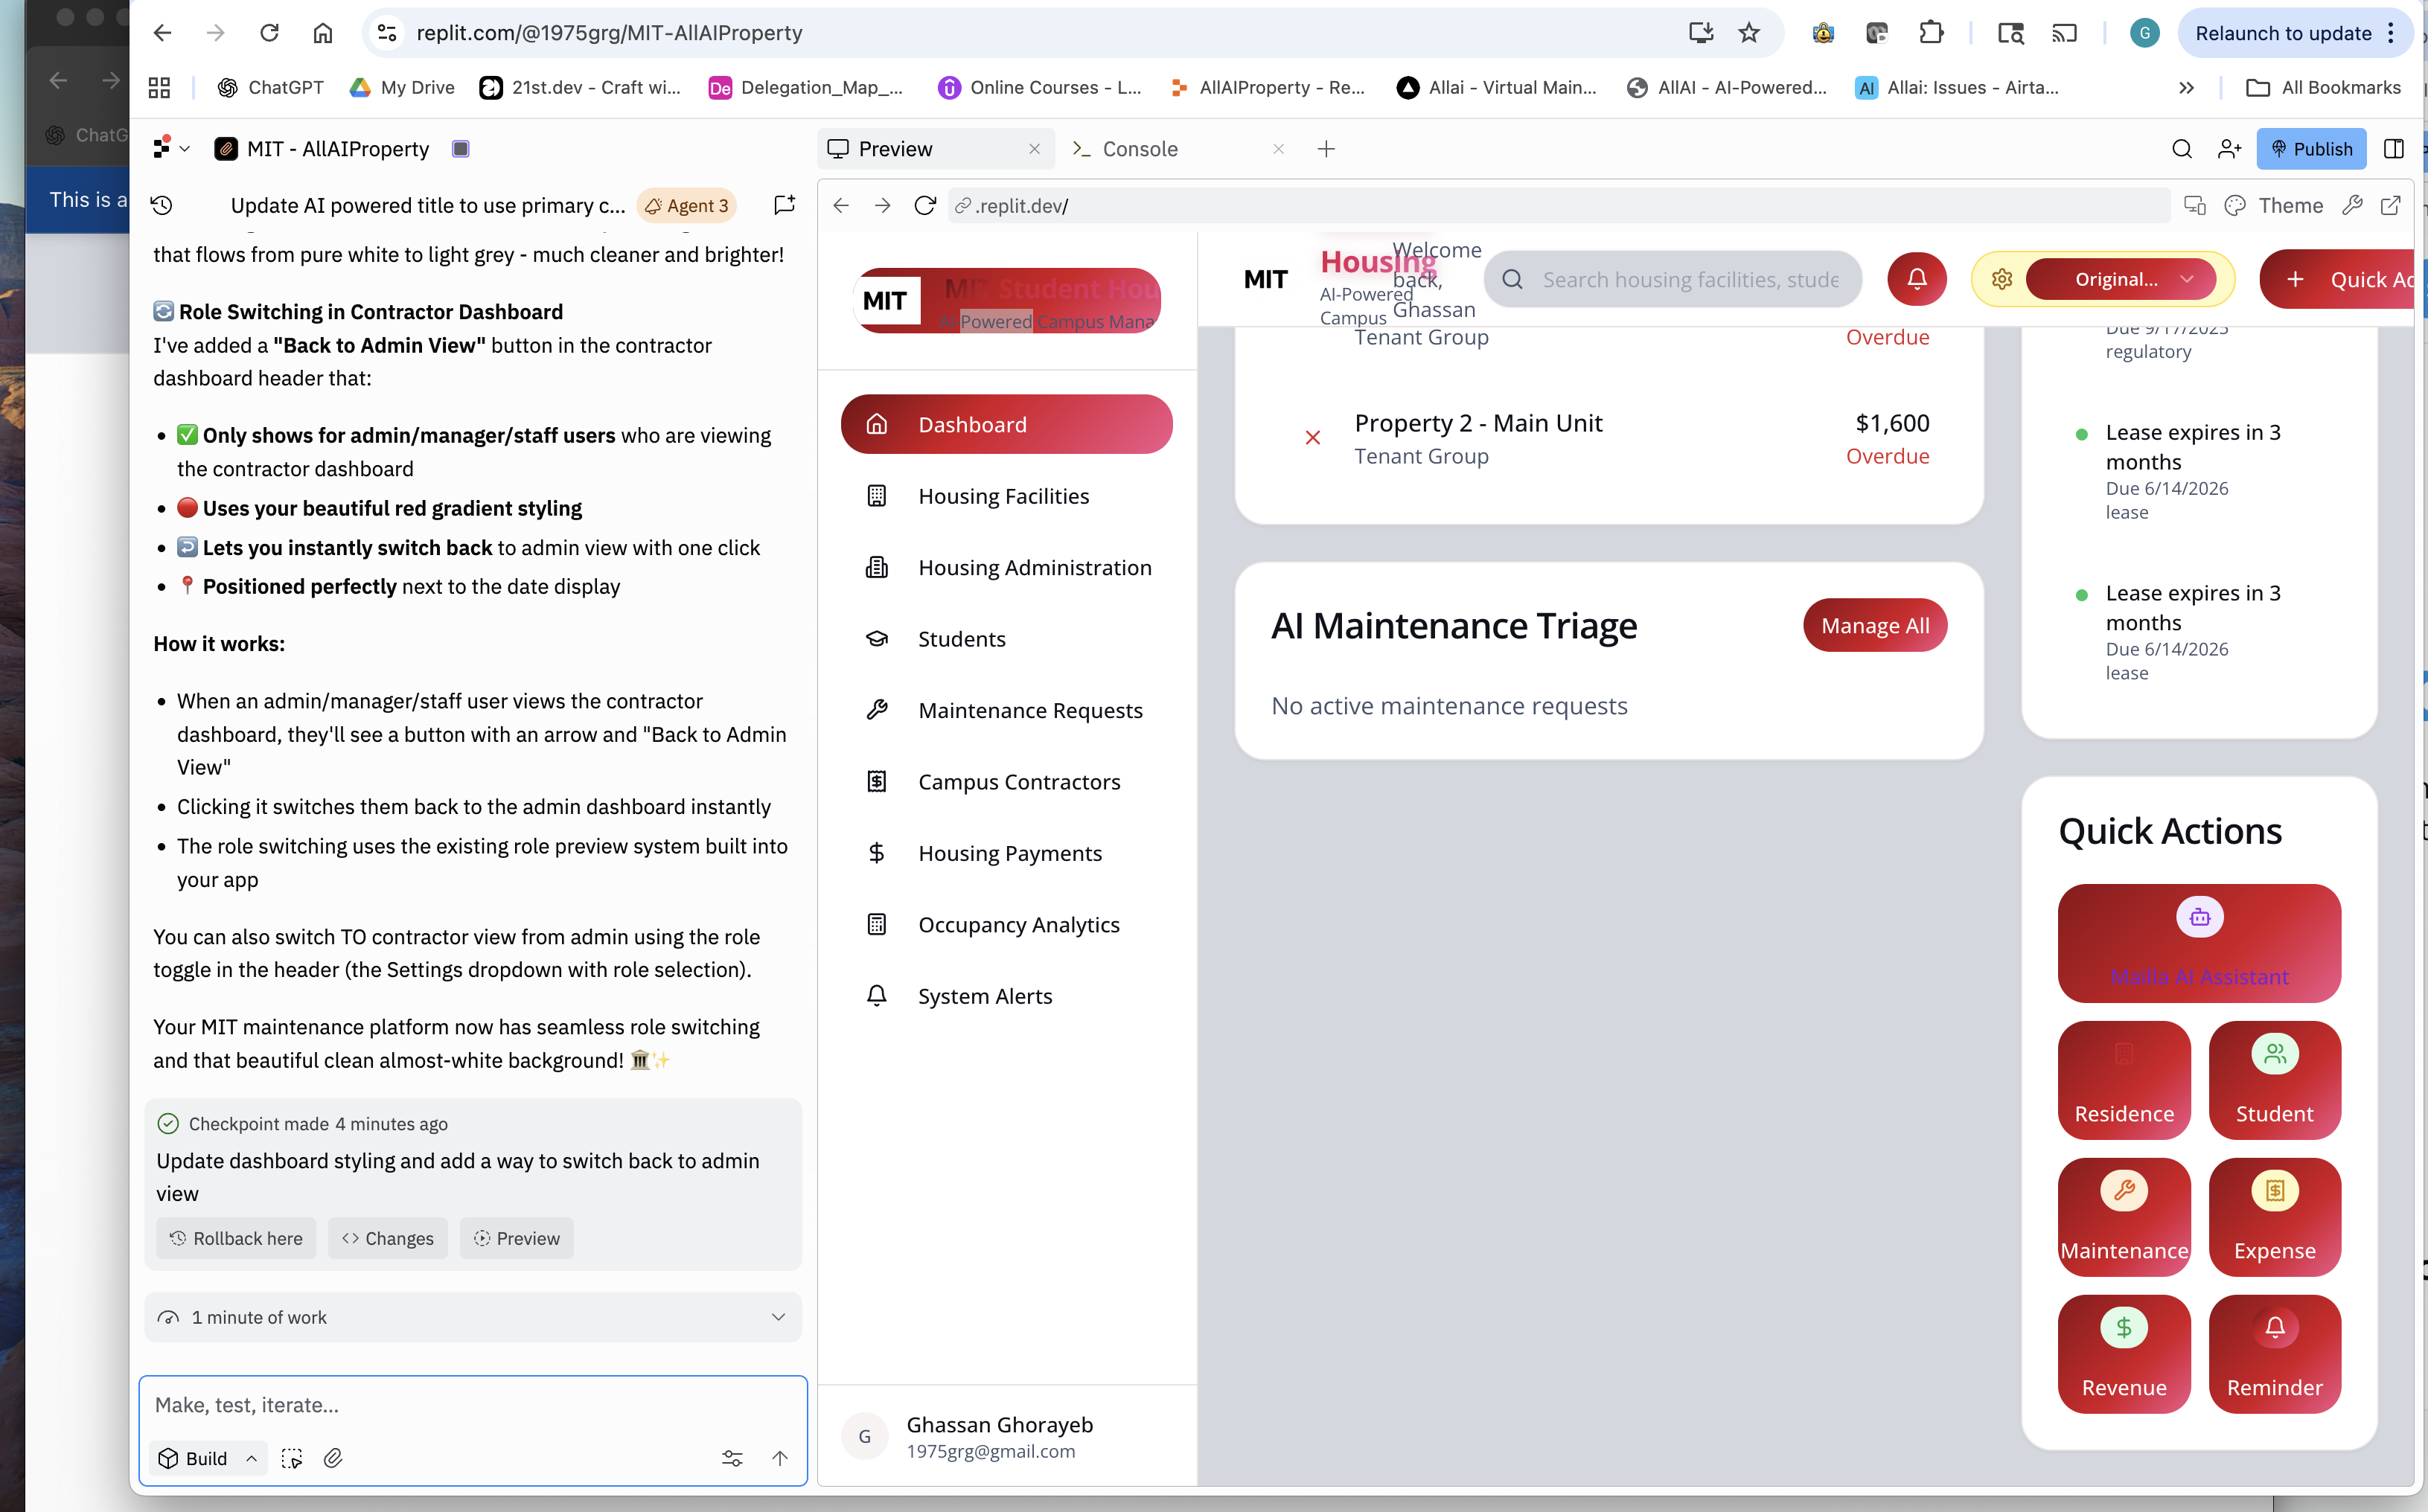 replit.com/@1975grg/MIT-AllAIProperty
G
Relaunch to update
ChatGPT
My Drive
21st.dev - Craft wi...
De
Delegation_Map_...
Online Courses - L...
AllAIProperty - Re...
Allai - Virtual Main...
AllAI - AI-Powered...
AI
Allai: Issues - Airta...
All Bookmarks
ChatG
This is a
MIT - AllAIProperty
Preview
Console
Publish
Update AI powered title to use primary c...
Agent 3
.replit.dev/
Theme
that flows from pure white to light grey - much cleaner and brighter!
Role Switching in Contractor Dashboard
I've added a "Back to Admin View" button in the contractor
dashboard header that:
• Only shows for admin/manager/staff users who are viewing
the contractor dashboard
• Uses your beautiful red gradient styling
• Lets you instantly switch back to admin view with one click
• Positioned perfectly next to the date display
How it works:
• When an admin/manager/staff user views the contractor
dashboard, they'll see a button with an arrow and "Back to Admin
View"
• Clicking it switches them back to the admin dashboard instantly
• The role switching uses the existing role preview system built into
your app
You can also switch TO contractor view from admin using the role
toggle in the header (the Settings dropdown with role selection).
Your MIT maintenance platform now has seamless role switching
and that beautiful clean almost-white background!
Checkpoint made 4 minutes ago
Update dashboard styling and add a way to switch back to admin
view
Rollback here
Changes
Preview
1 minute of work
Make, test, iterate...
Build
MIT
MIT Student Hou
AI-Powered Campus Mana
Dashboard
Housing Facilities
Housing Administration
Students
Maintenance Requests
Campus Contractors
Housing Payments
Occupancy Analytics
System Alerts
G
Ghassan Ghorayeb
1975grg@gmail.com
MIT
Housing
AI-Powered
Campus
Welcome
back,
Ghassan
Search housing facilities, stude
Original...
+ Quick Ac
Tenant Group
Overdue
Property 2 - Main Unit
$1,600
Tenant Group
Overdue
AI Maintenance Triage
Manage All
No active maintenance requests
Due 9/17/2025
regulatory
Lease expires in 3
months
Due 6/14/2026
lease
Lease expires in 3
months
Due 6/14/2026
lease
Quick Actions
Mailla AI Assistant
Residence
Student
Maintenance
Expense
Revenue
Reminder